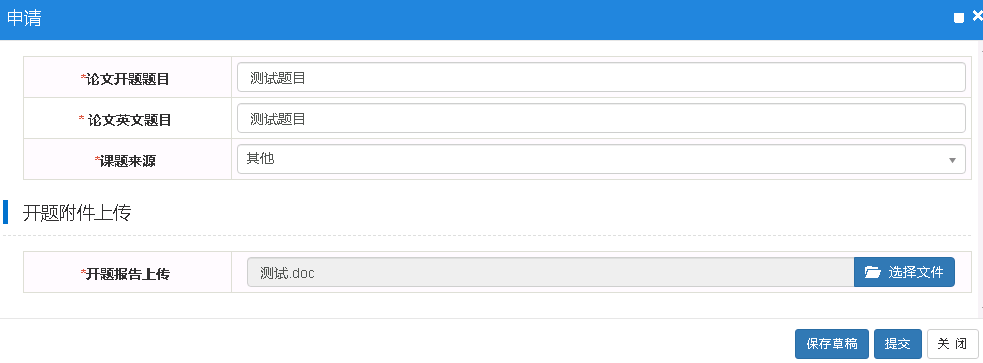 申请
*论文开题题目 测试题目
* 论文英文题目 测试题目
*课题来源 其他
开题附件上传
*开题报告上传 测试.doc 选择文件
保存草稿 提交 关 闭